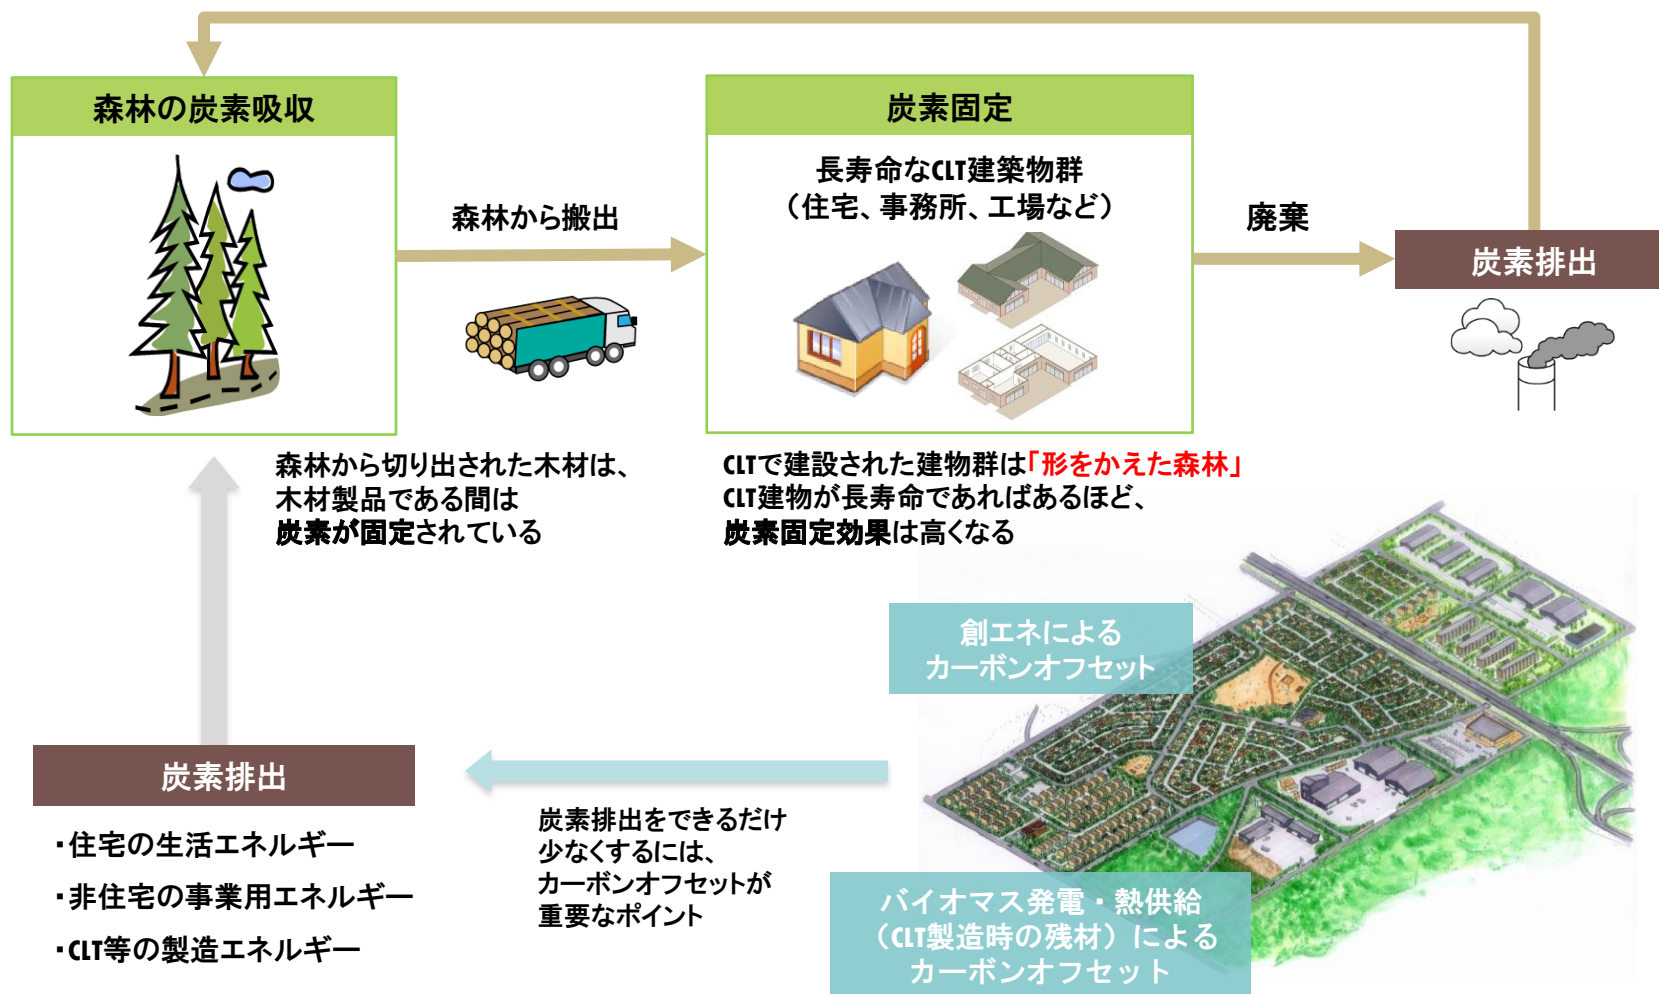 森林の炭素吸収
森林から搬出
炭素固定
長寿命なCLT建築物群
（住宅、事務所、工場など）
廃棄
炭素排出
森林から切り出された木材は、
木材製品である間は
炭素が固定されている
CLTで建設された建物群は「形をかえた森林」
CLT建物が長寿命であればあるほど、
炭素固定効果は高くなる
創エネによる
カーボンオフセット
炭素排出
・住宅の生活エネルギー
・非住宅の事業用エネルギー
・CLT等の製造エネルギー
炭素排出をできるだけ
少なくするには、
カーボンオフセットが
重要なポイント
バイオマス発電・熱供給
（CLT製造時の残材）による
カーボンオフセット